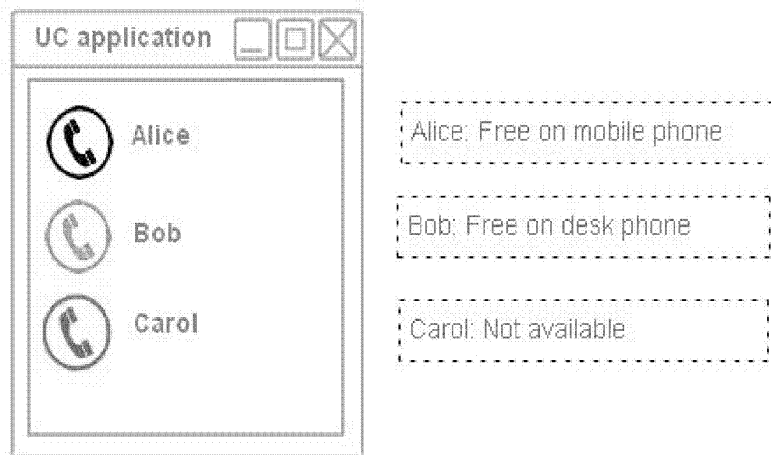 UC application
Alice
Alice: Free on mobile phone
Bob
Bob: Free on desk phone
Carol
Carol: Not available